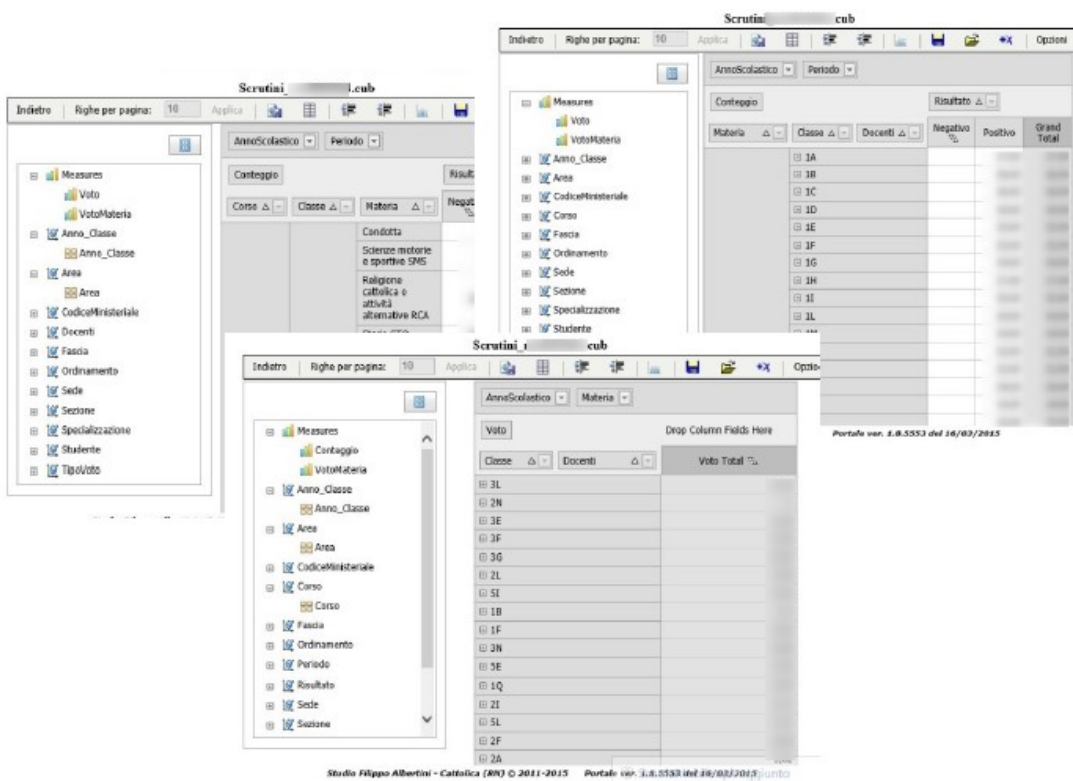 Scrutini_ .cub
Indietro Righe per pagina: 10 Applica
AnnoScolastico Periodo
Measures
Voto
VotoMateria
Anno_Classe
Anno_Classe
Area
Area
CodiceMinisteriale
Docenti
Fascia
Ordinamento
Sede
Sezione
Specializzazione
Studente
TipoVoto
Conteggio
Corso Classe Materia
Condotta
Scienze motorie
e sportive SMS
Religione
cattolica e
attività
alternative RCA
cub
Indietro Righe per pagina: 10 Applica Opzioni
AnnoScolastico Periodo
Measures
Voto
VotoMateria
Anno_Classe
Area
CodiceMinisteriale
Corso
Fascia
Ordinamento
Sede
Sezione
Specializzazione
Studente
Conteggio Risultato
Materia Classe Docenti Negativo Positivo Grand
Total
1A
1B
1C
1D
1E
1F
1G
1H
1I
1L
Portale ver. 1.8.5553 del 16/03/2015
cub
Indietro Righe per pagina: 10 Applica
AnnoScolastico Materia
Measures
Conteggio
VotoMateria
Anno_Classe
Anno_Classe
Area
Area
CodiceMinisteriale
Corso
Corso
Fascia
Ordinamento
Periodo
Risultato
Sede
Sezione
Voto Drop Column Fields Here
Classe Docenti Voto Total
3L
2N
3E
3F
3G
2L
5I
1B
1F
3N
5E
1Q
2I
5L
2F
2A
Studio Filippo Albertini - Cattolica (RN) © 2011-2015 Portale ver. 1.8.5553 del 16/03/2015